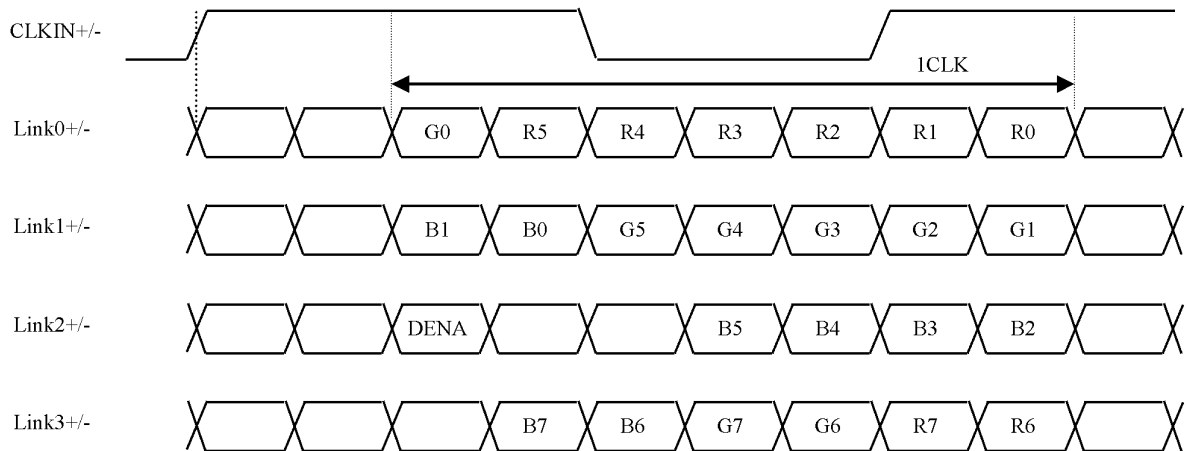 CLKIN+/-
1CLK
Link0+/- G0 R5 R4 R3 R2 R1 R0
Link1+/- B1 B0 G5 G4 G3 G2 G1
Link2+/- DENA B5 B4 B3 B2
Link3+/- B7 B6 G7 G6 R7 R6